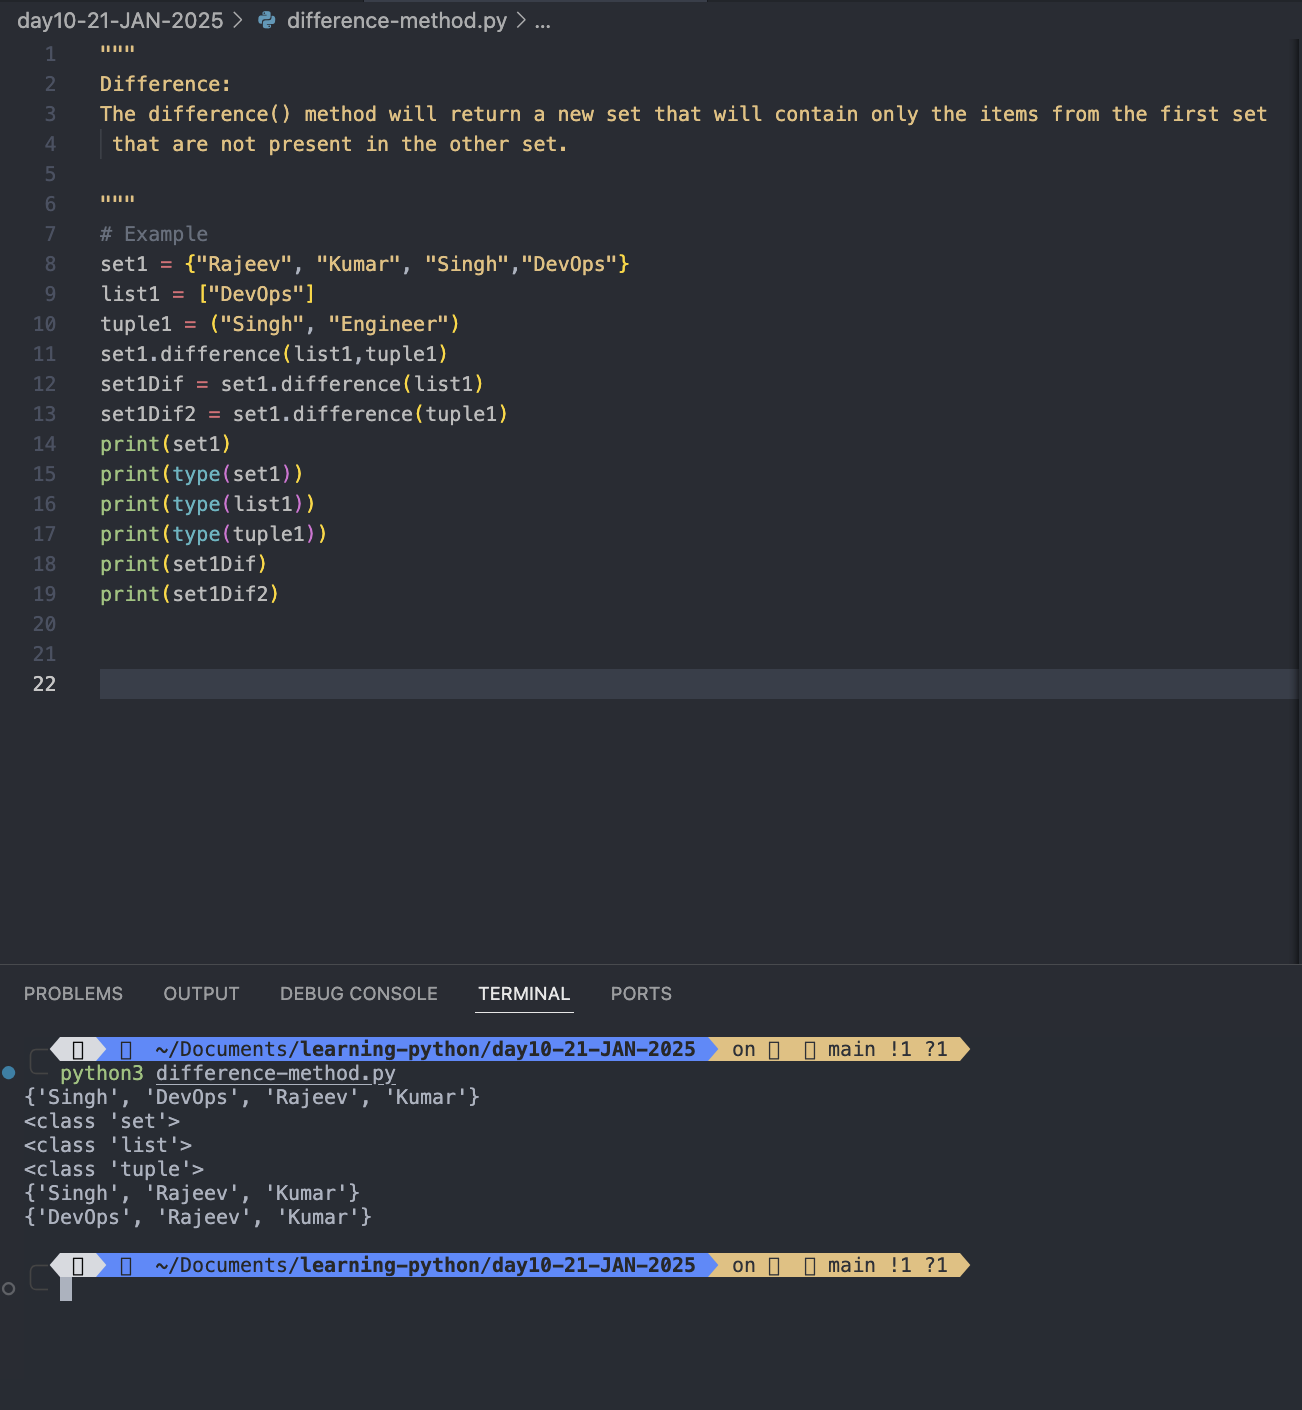 day10-21-JAN-2025 > difference-method.py > ...
1 """
2 Difference:
3 The difference() method will return a new set that will contain only the items from the first set
4  that are not present in the other set.
5
6 """
7 # Example
8 set1 = {"Rajeev", "Kumar", "Singh","DevOps"}
9 list1 = ["DevOps"]
10 tuple1 = ("Singh", "Engineer")
11 set1.difference(list1,tuple1)
12 set1Dif = set1.difference(list1)
13 set1Dif2 = set1.difference(tuple1)
14 print(set1)
15 print(type(set1))
16 print(type(list1))
17 print(type(tuple1))
18 print(set1Dif)
19 print(set1Dif2)
20
21
22
PROBLEMS OUTPUT DEBUG CONSOLE TERMINAL PORTS
~/Documents/learning-python/day10-21-JAN-2025 on main !1 ?1
python3 difference-method.py
{'Singh', 'DevOps', 'Rajeev', 'Kumar'}
<class 'set'>
<class 'list'>
<class 'tuple'>
{'Singh', 'Rajeev', 'Kumar'}
{'DevOps', 'Rajeev', 'Kumar'}
~/Documents/learning-python/day10-21-JAN-2025 on main !1 ?1